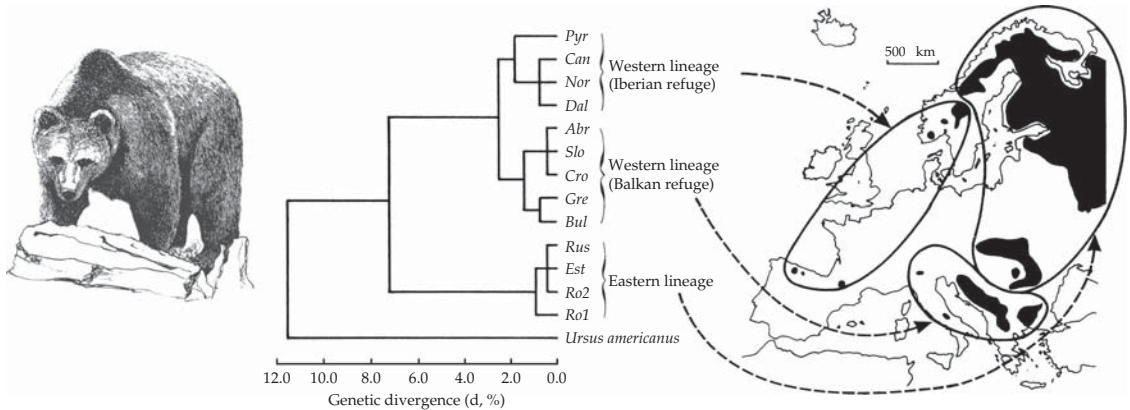 Pyr
Can
Nor
Dal
Western lineage
(Iberian refuge)
Abr
Slo
Cro
Gre
Bul
Western lineage
(Balkan refuge)
Rus
Est
Ro2
Ro1
Eastern lineage
Ursus americanus
12.0 10.0 8.0 6.0 4.0 2.0 0.0
Genetic divergence (d, %)
500 km